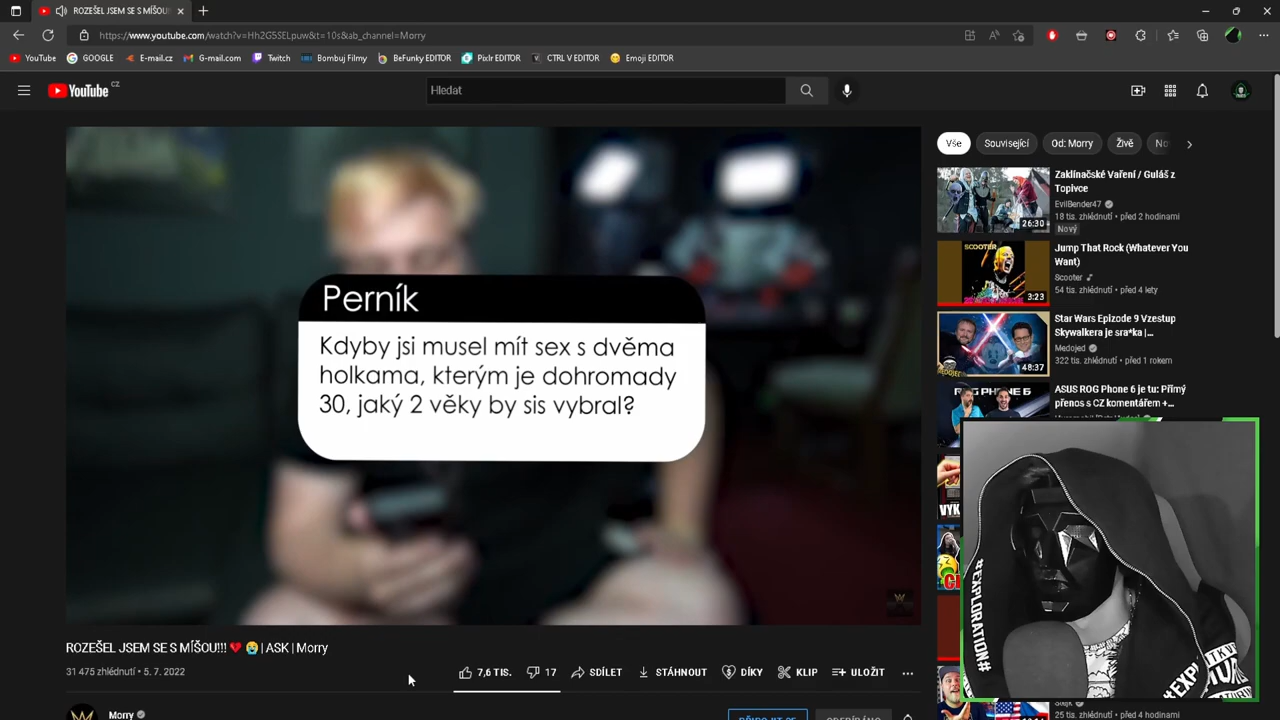 ROZEŠEL JSEM SE S MÍŠOU
https://www.youtube.com/watch?v=Hh2G5SELpuw&t=10s&ab_channel=Morry
YouTube
GOOGLE
E-mail.cz
G-mail.com
Twitch
Bombuj Filmy
BeFunky EDITOR
Pixlr EDITOR
CTRL V EDITOR
Emoji EDITOR
YouTube CZ
Hledat
Perník
Kdyby jsi musel mít sex s dvěma
holkama, kterým je dohromady
30, jaký 2 věky by sis vybral?
ROZEŠEL JSEM SE S MÍŠOU!!! 💔 😭 | ASK | Morry
31 475 zhlédnutí • 5. 7. 2022
7,6 TIS.
17
SDÍLET
STÁHNOUT
DÍKY
KLIP
ULOŽIT
Morry
Vše
Související
Od: Morry
Živě
Zaklínačské Vaření / Guláš z
Topivce
EvilBender47
18 tis. zhlédnutí • před 2 hodinami
Nový
26:30
Jump That Rock (Whatever You
Want)
Scooter
54 tis. zhlédnutí • před 4 lety
SCOOTER
3:23
Star Wars Epizode 9 Vzestup
Skywalkera je sra*ka |...
Medojed
322 tis. zhlédnutí • před 1 rokem
48:37
ASUS ROG Phone 6 je tu: Přímý
přenos s CZ komentářem +...
ROG PHONE 6
#EXPLORATION#
25 tis. zhlédnutí • před 4 hodinami